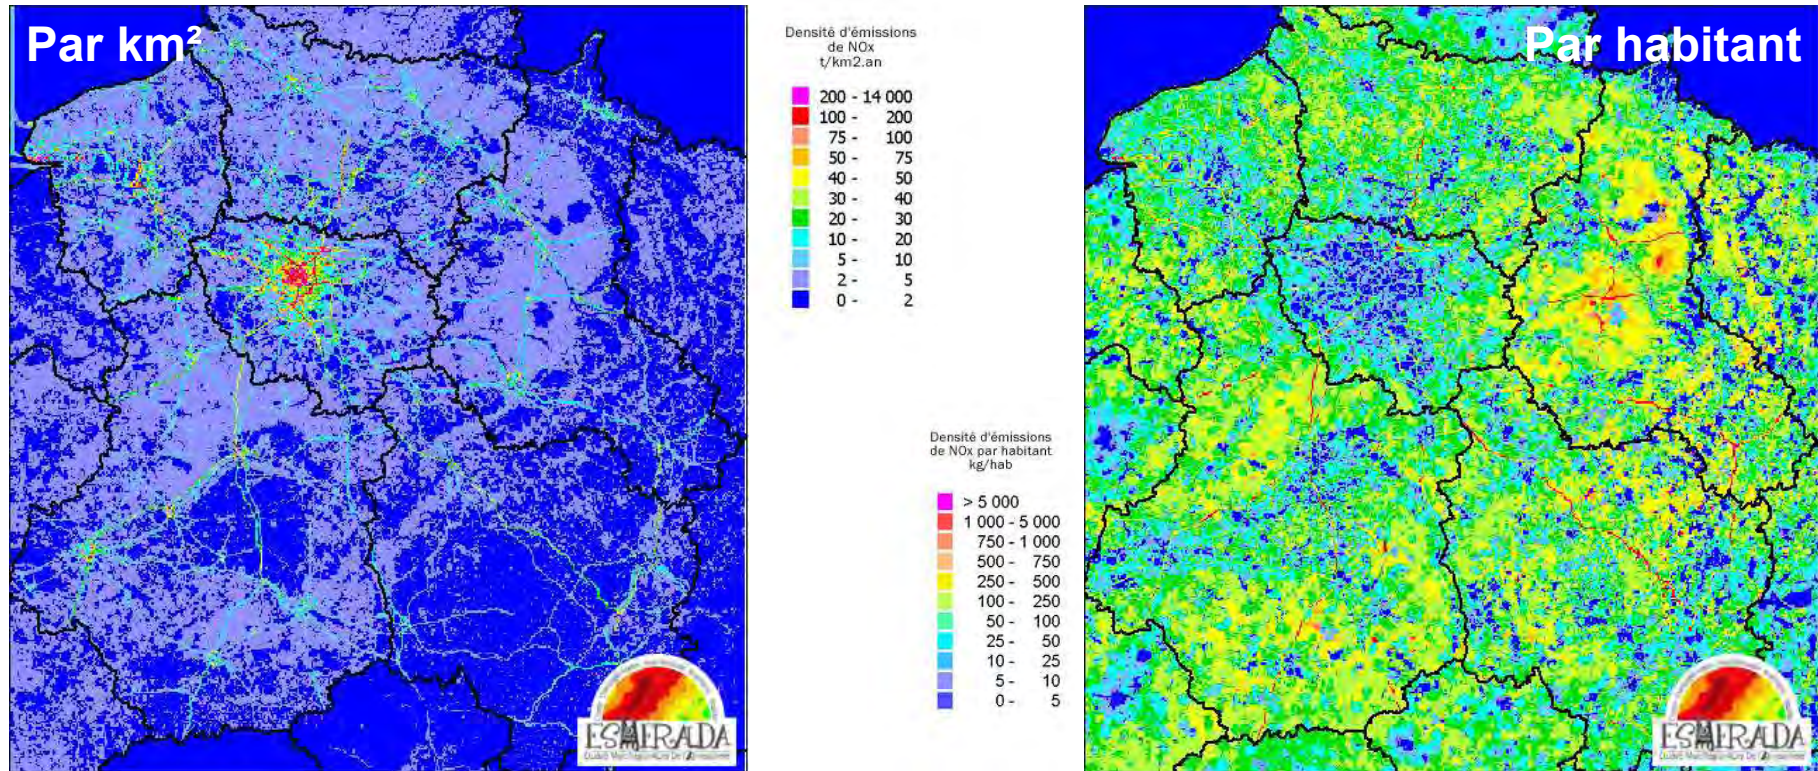 Par km²
Densité d'émissions
de NOx
t/km2.an
200 - 14 000
100 - 200
75 - 100
50 - 75
40 - 50
30 - 40
20 - 30
10 - 20
5 - 10
2 - 5
0 - 2
Densité d'émissions
de NOx par habitant
kg/hab
> 5 000
1 000 - 5 000
750 - 1 000
500 - 750
250 - 500
100 - 250
50 - 100
25 - 50
10 - 25
5 - 10
0 - 5
Par habitant
ESMERALDA
ESMERALDA